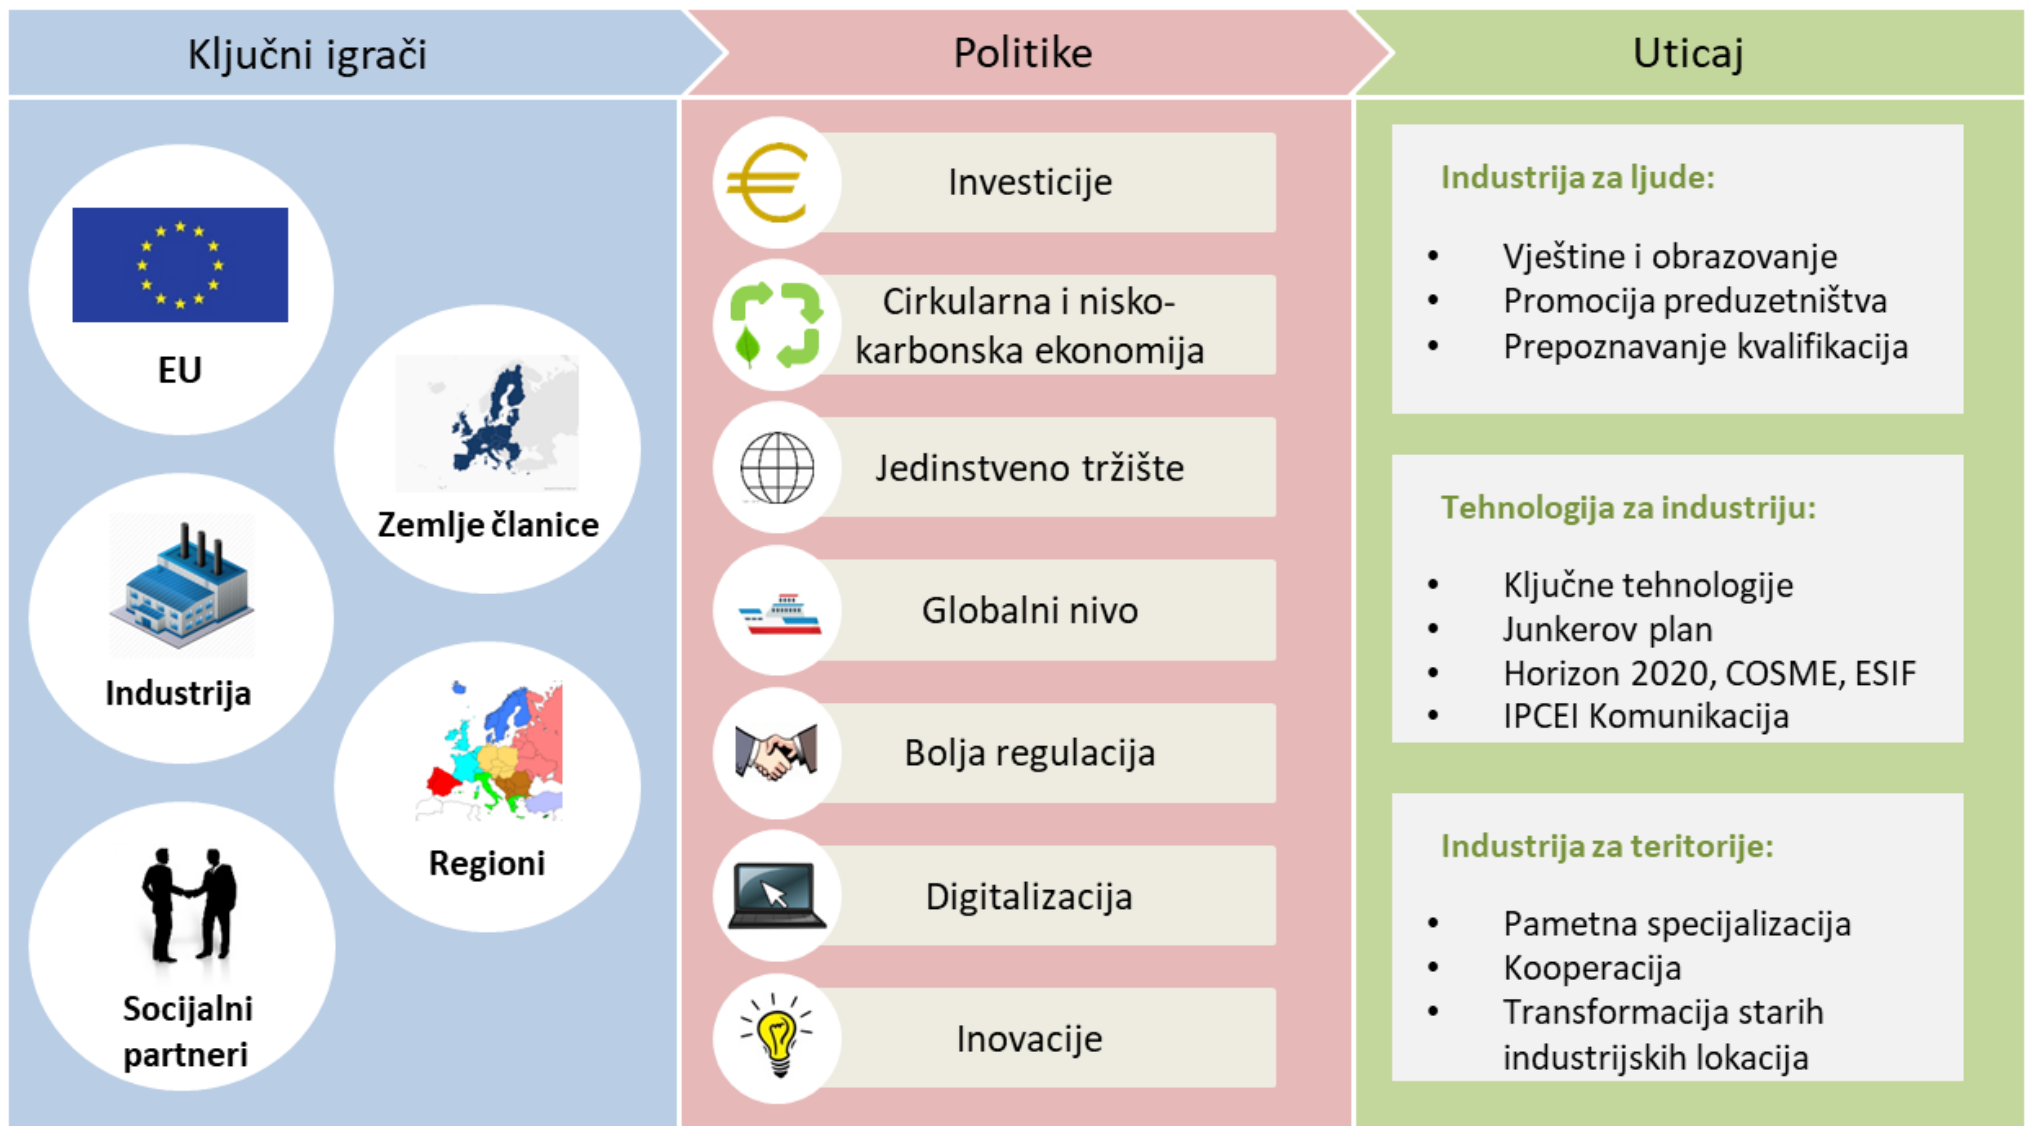 Ključni igrači
Politike
Uticaj
EU
Zemlje članice
Industrija
Regioni
Socijalni
partneri
Investicije
Cirkularna i nisko-
karbonska ekonomija
Jedinstveno tržište
Globalni nivo
Bolja regulacija
Digitalizacija
Inovacije
Industrija za ljude:
• Vještine i obrazovanje
• Promocija preduzetništva
• Prepoznavanje kvalifikacija
Tehnologija za industriju:
• Ključne tehnologije
• Junkerov plan
• Horizon 2020, COSME, ESIF
• IPCEI Komunikacija
Industrija za teritorije:
• Pametna specijalizacija
• Kooperacija
• Transformacija starih
industrijskih lokacija